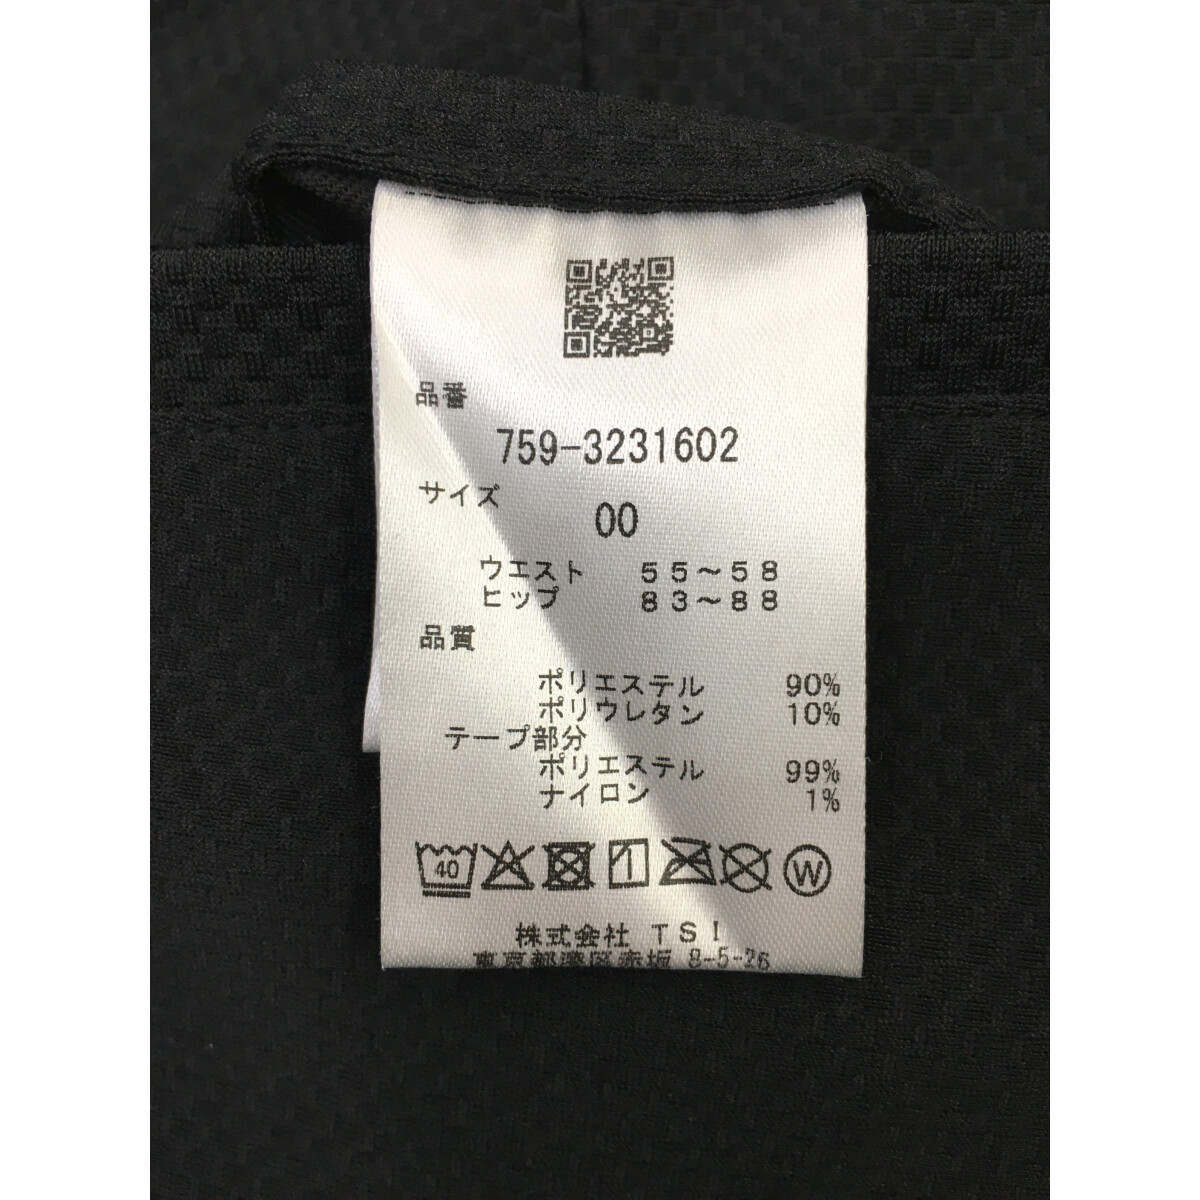 品番
759-3231602
サイズ
00
ウエスト 55～58
ヒップ 83～88
品質
ポリエステル 90%
ポリウレタン 10%
テープ部分
ポリエステル 99%
ナイロン 1%
40 W
株式会社 TSI
東京都港区赤坂 8-5-26